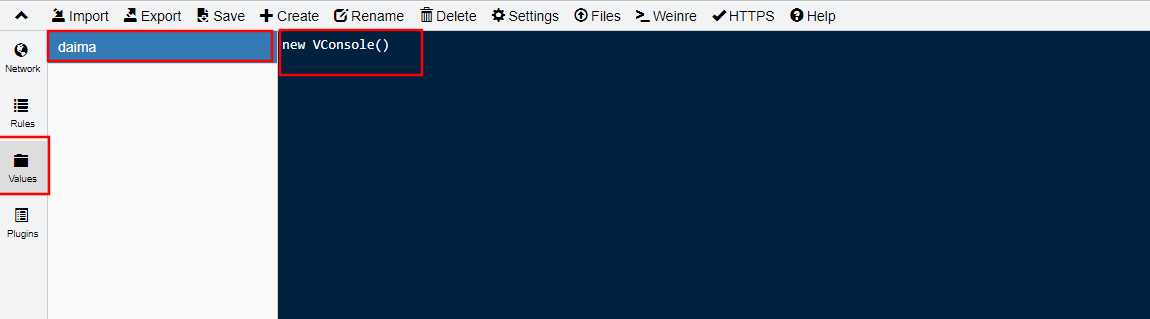 Import Export Save Create Rename Delete Settings Files Weinre HTTPS Help
Network
Rules
Values
Plugins
daima
new VConsole()